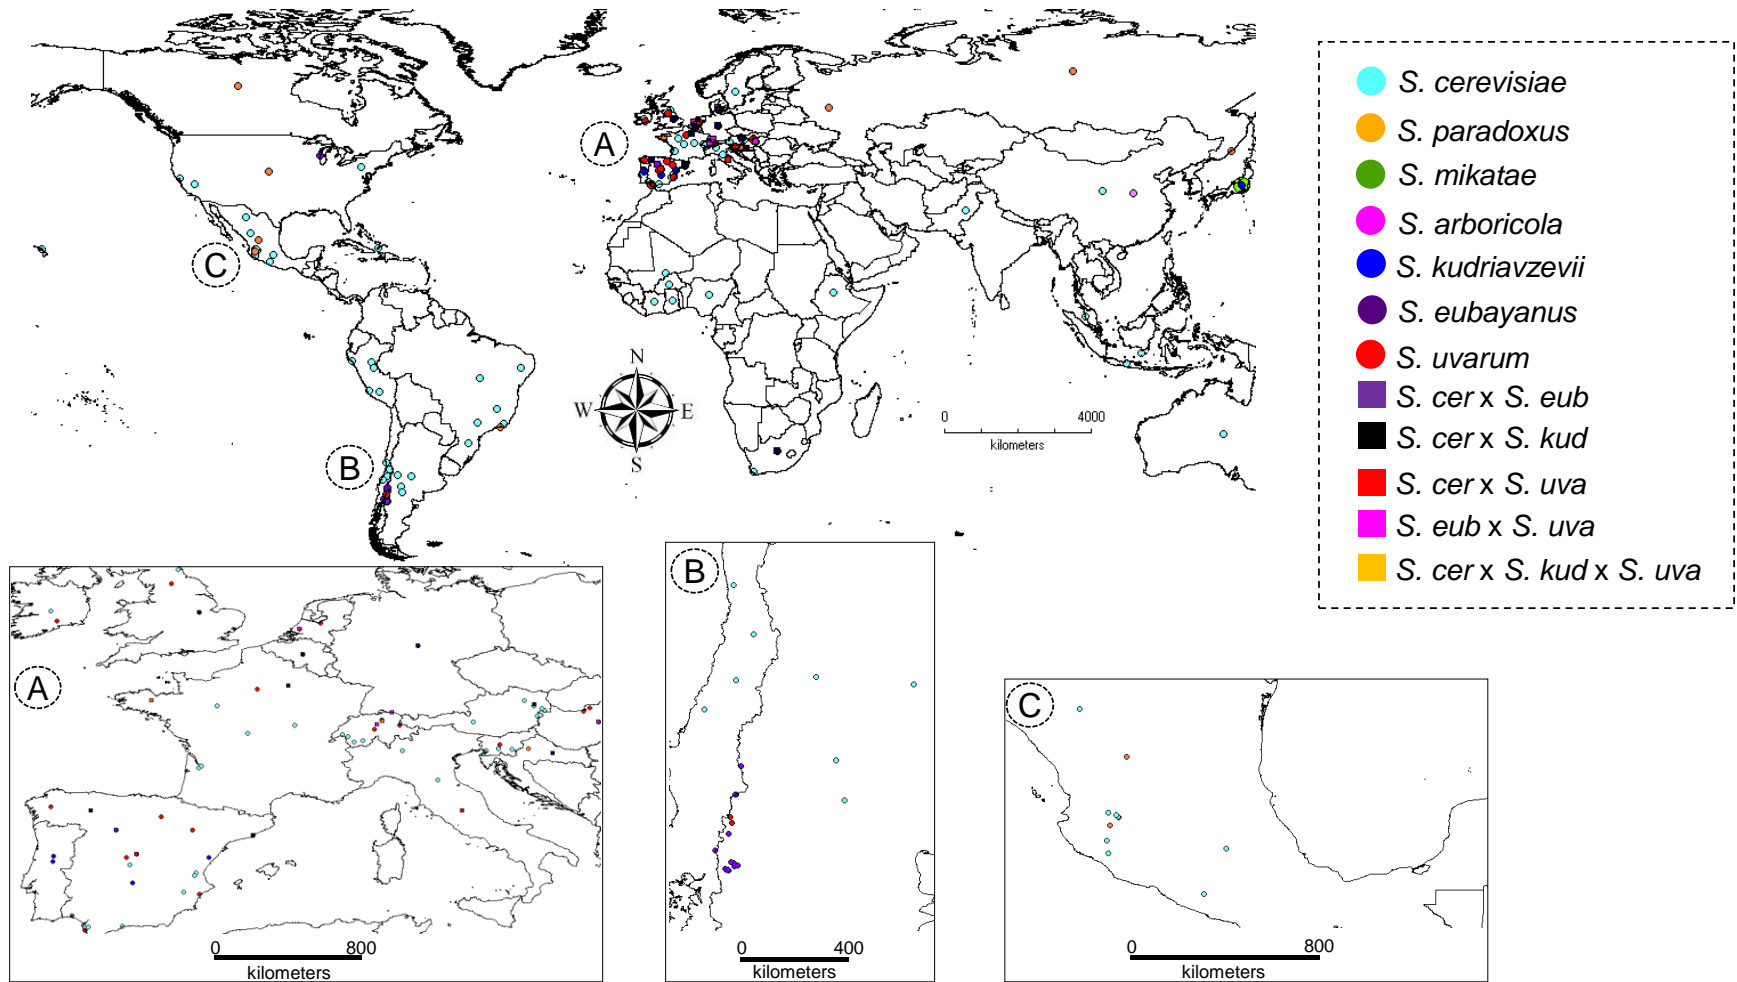 A
C
B
N
W
E
S
0
4000
kilometers
S. cerevisiae
S. paradoxus
S. mikatae
S. arboricola
S. kudriavzevii
S. eubayanus
S. uvarum
S. cer x S. eub
S. cer x S. kud
S. cer x S. uva
S. eub x S. uva
S. cer x S. kud x S. uva
A
0
800
kilometers
B
0
400
kilometers
C
0
800
kilometers